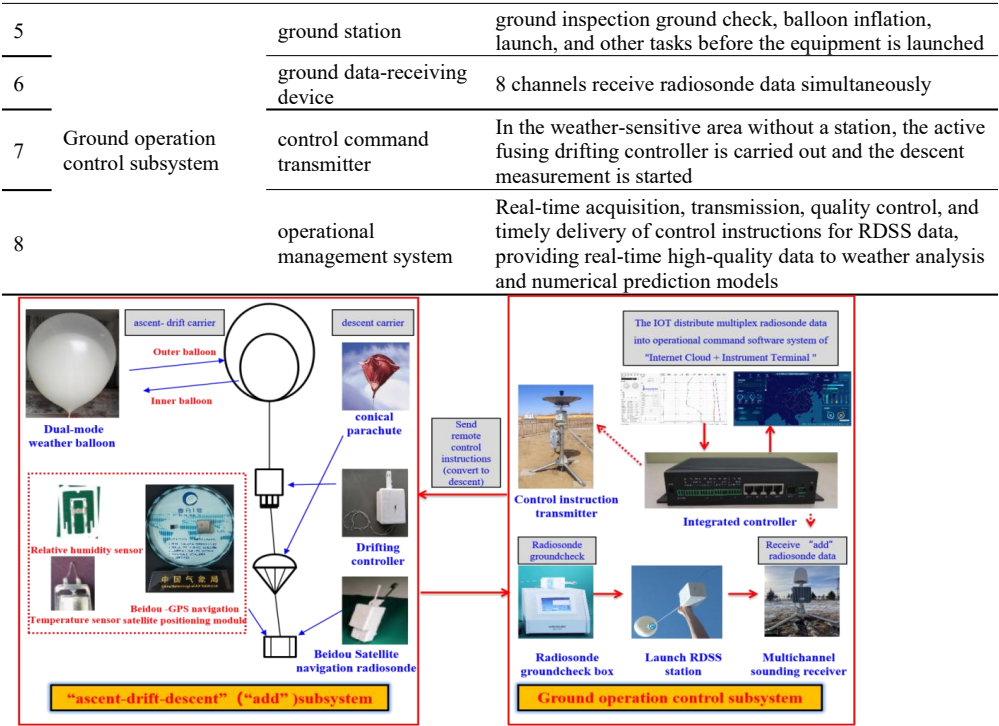 5
ground station
ground inspection ground check, balloon inflation,
launch, and other tasks before the equipment is launched
6
ground data-receiving
device
8 channels receive radiosonde data simultaneously
Ground operation
control subsystem
7
control command
transmitter
In the weather-sensitive area without a station, the active
fusing drifting controller is carried out and the descent
measurement is started
8
operational
management system
Real-time acquisition, transmission, quality control, and
timely delivery of control instructions for RDSS data,
providing real-time high-quality data to weather analysis
and numerical prediction models
ascent- drift carrier
descent carrier
Outer balloon
Inner balloon
Dual-mode
weather balloon
conical
parachute
Relative humidity sensor
中国气象局
Temperature sensor
Beidou -GPS navigation
satellite positioning module
Drifting
controller
Beidou Satellite
navigation radiosonde
“ascent-drift-descent” (“add” )subsystem
Send
remote
control
instructions
(convert to
descent)
The IOT distribute multiplex radiosonde data
into operational command software system of
"Internet Cloud + Instrument Terminal "
Control instruction
transmitter
Integrated controller
Radiosonde
groundcheck
Receive “add”
radiosonde data
Radiosonde
groundcheck box
Launch RDSS
station
Multichannel
sounding receiver
Ground operation control subsystem